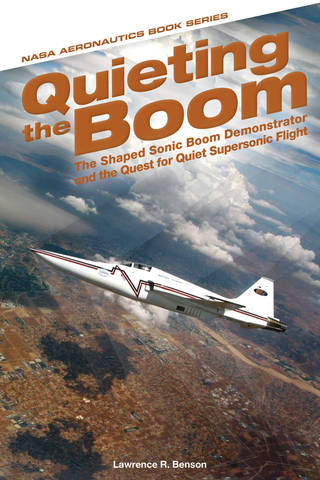 NASA AERONAUTICS BOOK SERIES
Quieting
the Boom
The Shaped Sonic Boom Demonstrator
and the Quest for Quiet Supersonic Flight
Lawrence R. Benson